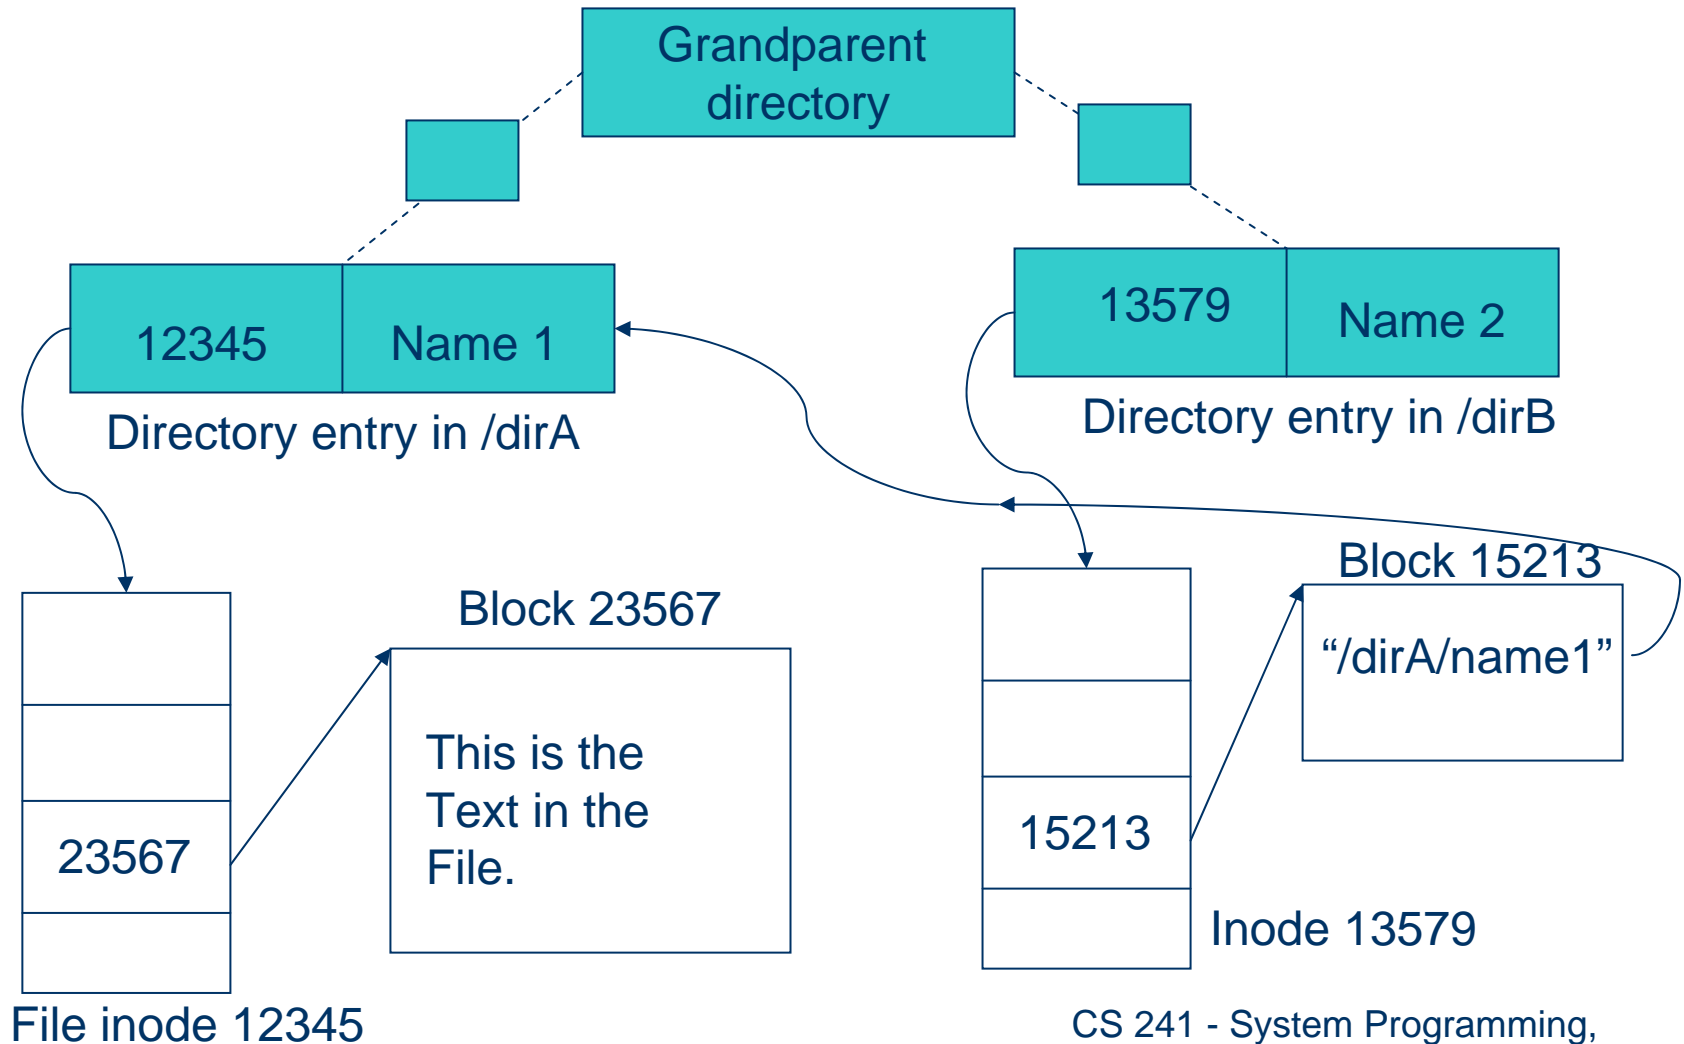 Grandparent
directory
12345
Name 1
13579
Name 2
Directory entry in /dirA
Directory entry in /dirB
Block 23567
Block 15213
“/dirA/name1”
This is the
Text in the
File.
23567
15213
Inode 13579
File inode 12345
CS 241 - System Programming,